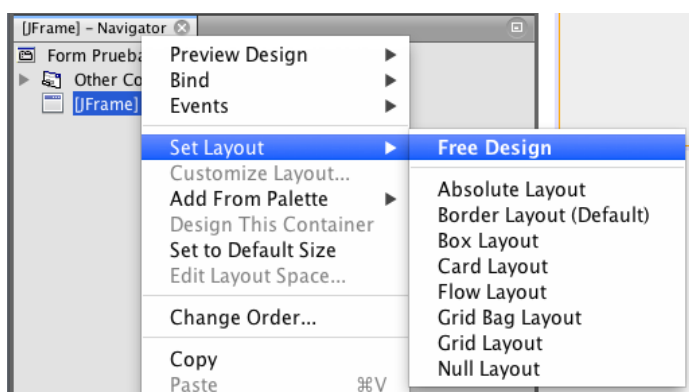 [JFrame] – Navigator
Form Prueba
Other Co
[JFrame]
Preview Design
Bind
Events
Set Layout
Customize Layout...
Add From Palette
Design This Container
Set to Default Size
Edit Layout Space...
Change Order...
Copy
Paste ⌘V
Free Design
Absolute Layout
Border Layout (Default)
Box Layout
Card Layout
Flow Layout
Grid Bag Layout
Grid Layout
Null Layout